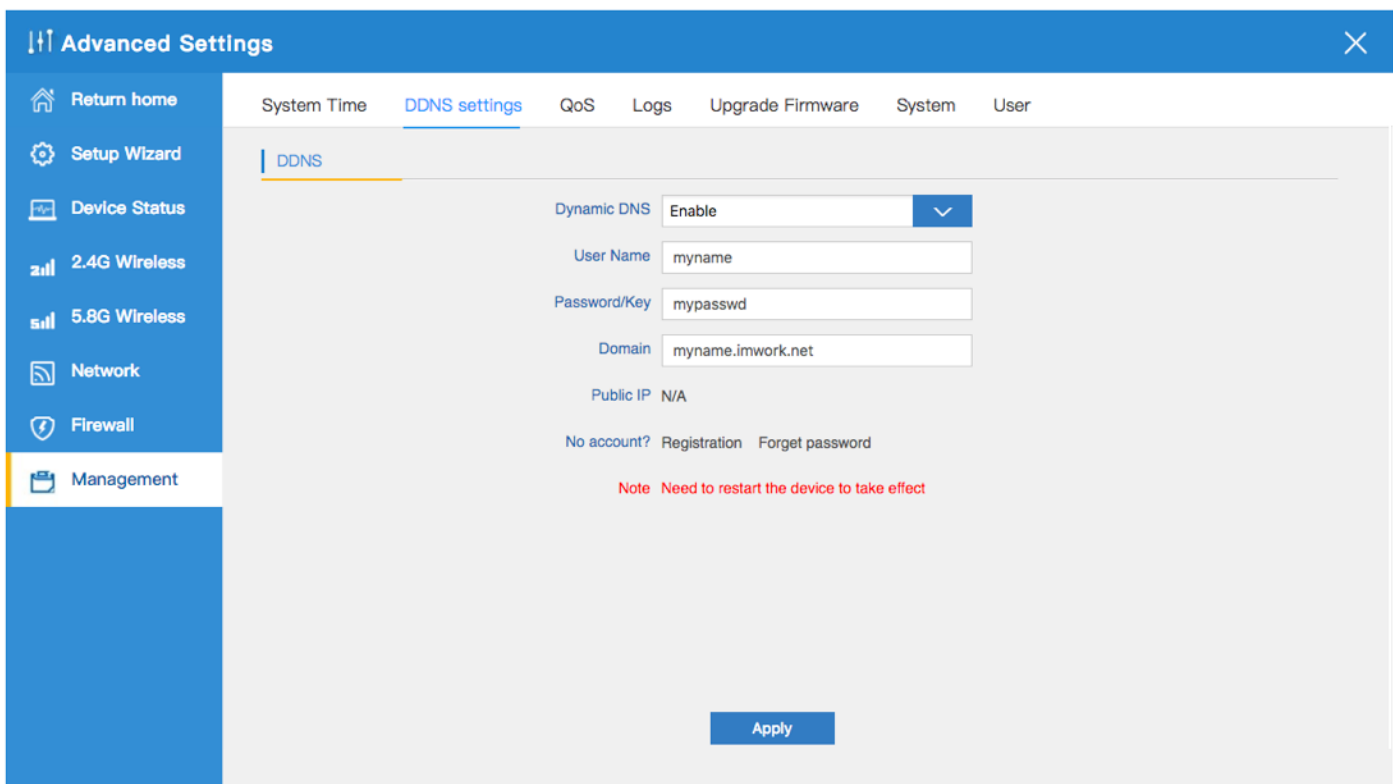 Advanced Settings
Return home
Setup Wizard
Device Status
2.4G Wireless
5.8G Wireless
Network
Firewall
Management
System Time DDNS settings QoS Logs Upgrade Firmware System User
DDNS
Dynamic DNS Enable
User Name myname
Password/Key mypasswd
Domain myname.imwork.net
Public IP N/A
No account? Registration Forget password
Note Need to restart the device to take effect
Apply